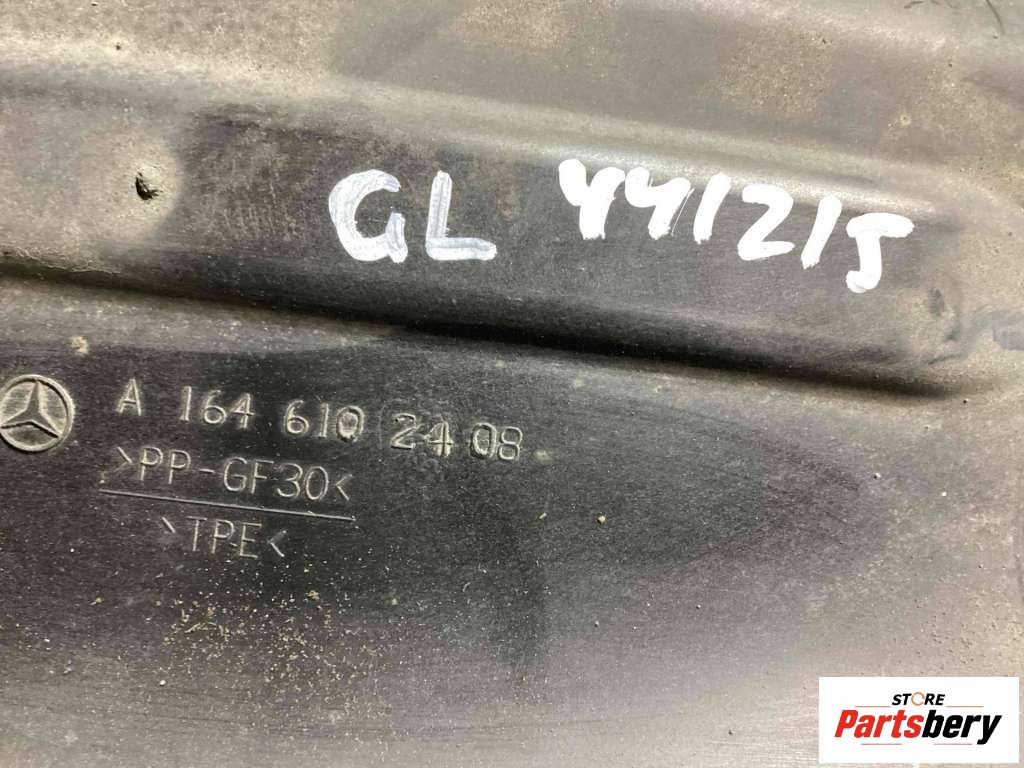 GL 441215
A 164 610 24 08
>PP-GF30<
>TPE<
STORE
Partsbery